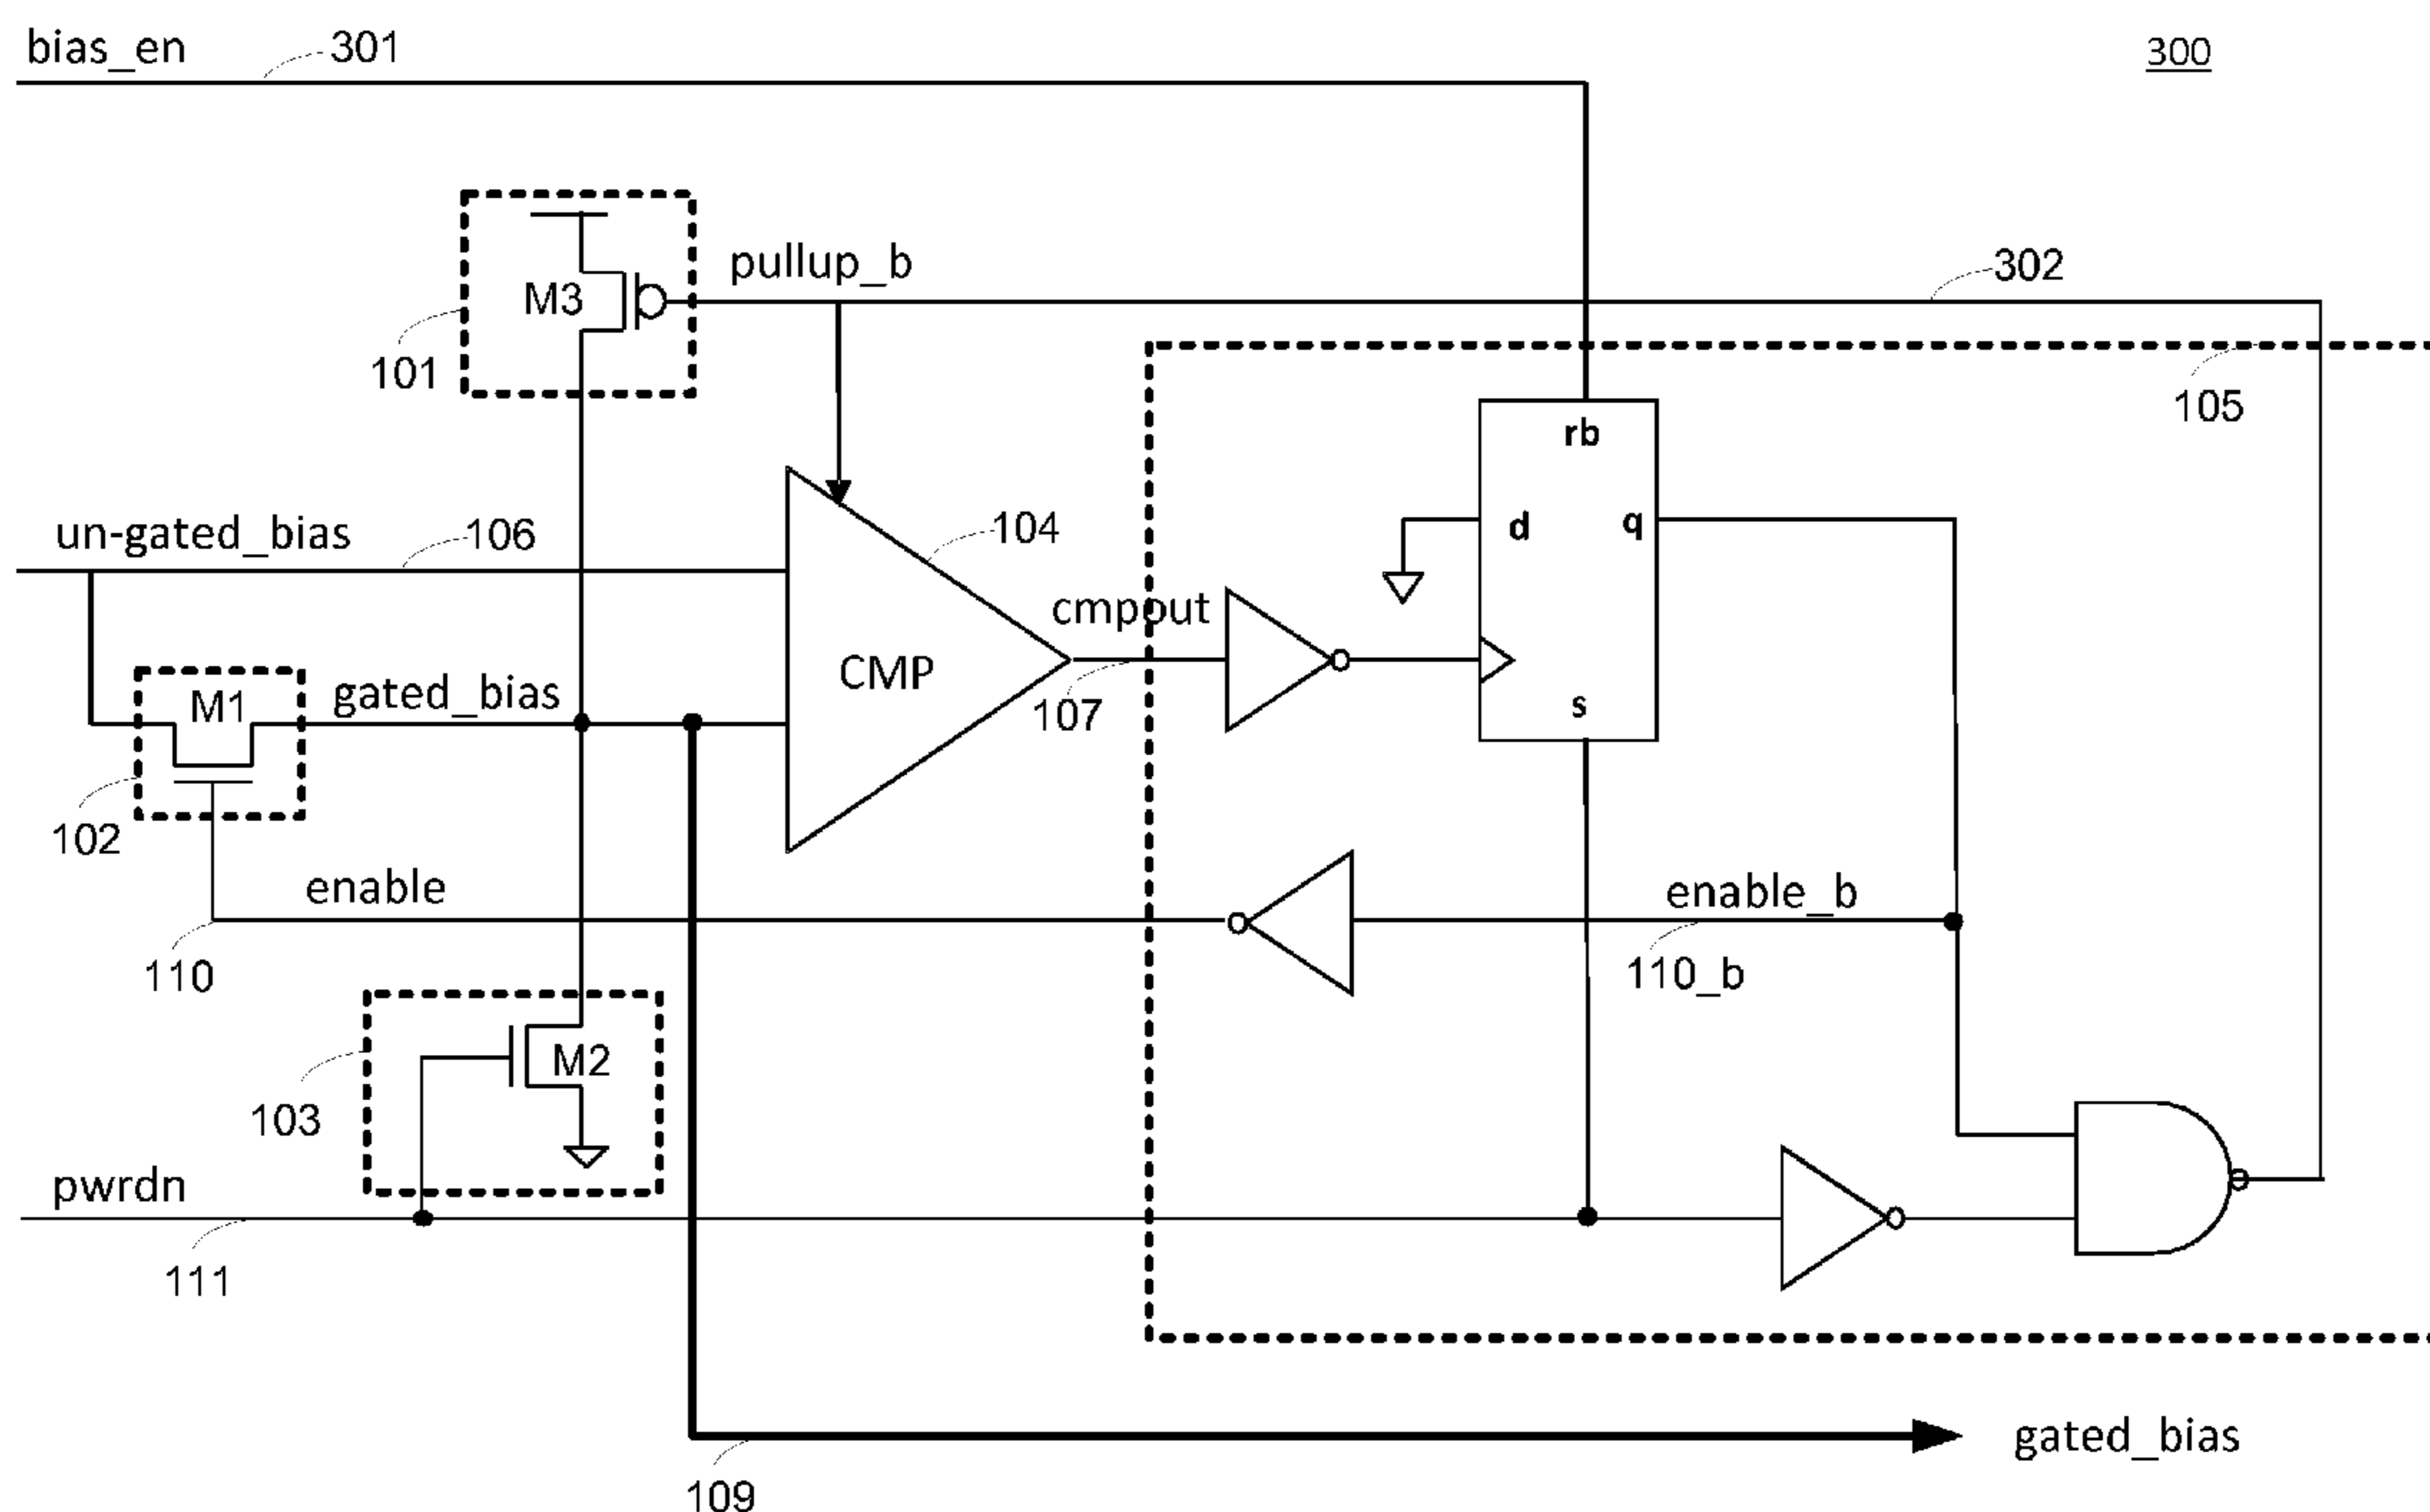 bias_en
301
300
M3
pullup_b
302
101
105
rb
un-gated_bias
106
104
d
q
cmpout
CMP
M1
gated_bias
107
s
102
enable
enable_b
110
110_b
M2
103
pwrdn
111
gated_bias
109